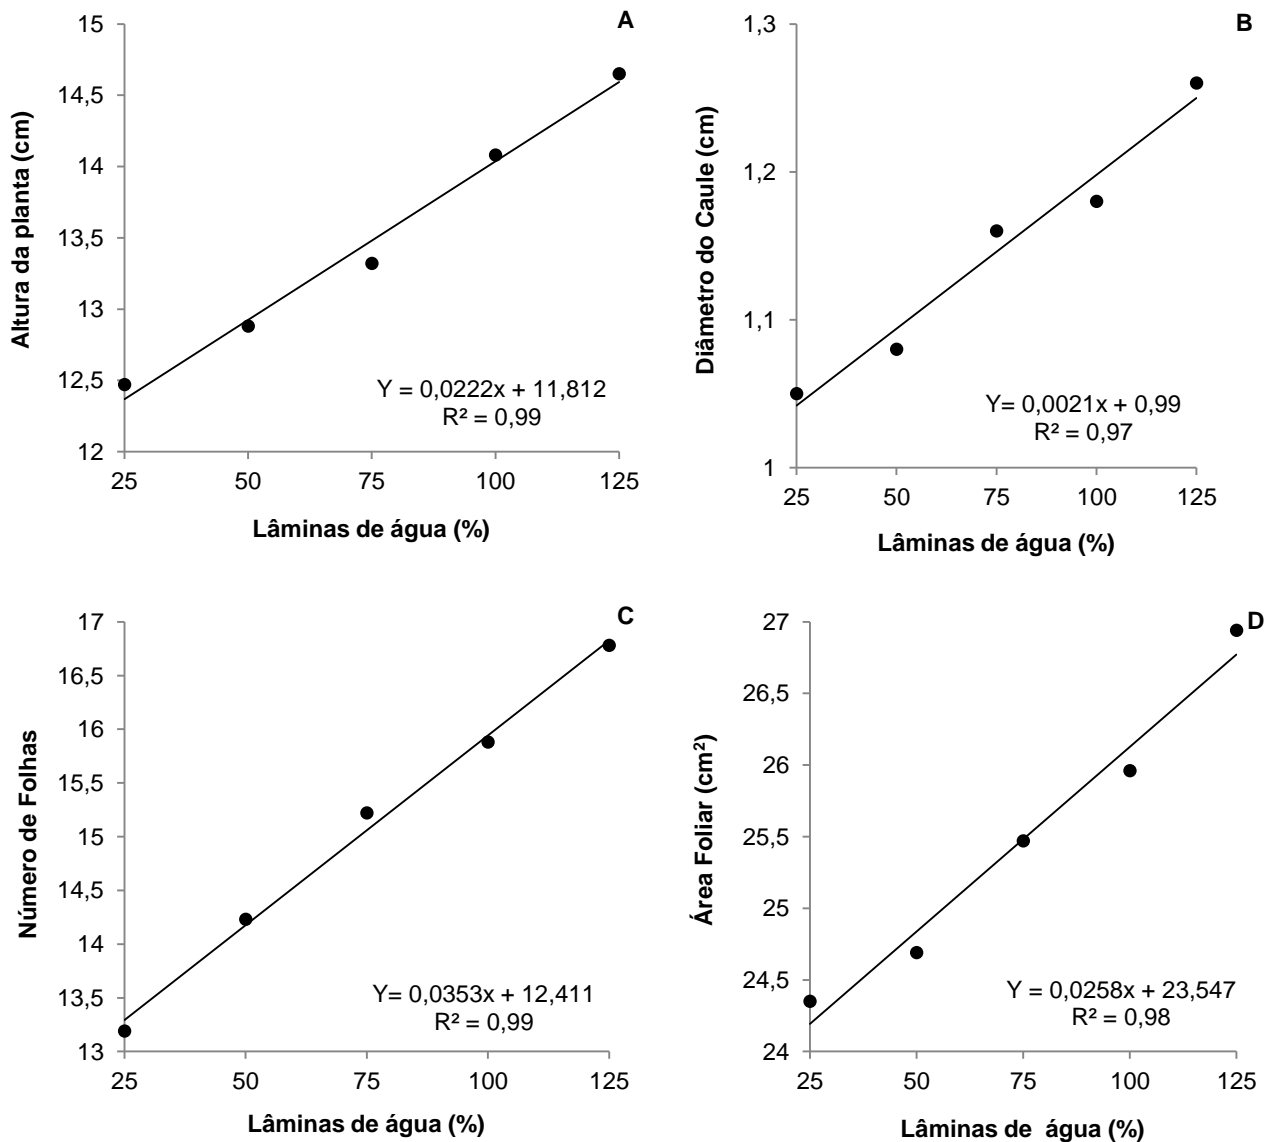 A
Altura da planta (cm)
15
14,5
14
13,5
13
12,5
12
Y = 0,0222x + 11,812
R² = 0,99
25 50 75 100 125
Lâminas de água (%)
B
Diâmetro do Caule (cm)
1,3
1,2
1,1
1
Y= 0,0021x + 0,99
R² = 0,97
25 50 75 100 125
Lâminas de água (%)
C
Número de Folhas
17
16,5
16
15,5
15
14,5
14
13,5
13
Y= 0,0353x + 12,411
R² = 0,99
25 50 75 100 125
Lâminas de água (%)
D
Área Foliar (cm²)
27
26,5
26
25,5
25
24,5
24
Y = 0,0258x + 23,547
R² = 0,98
25 50 75 100 125
Lâminas de água (%)